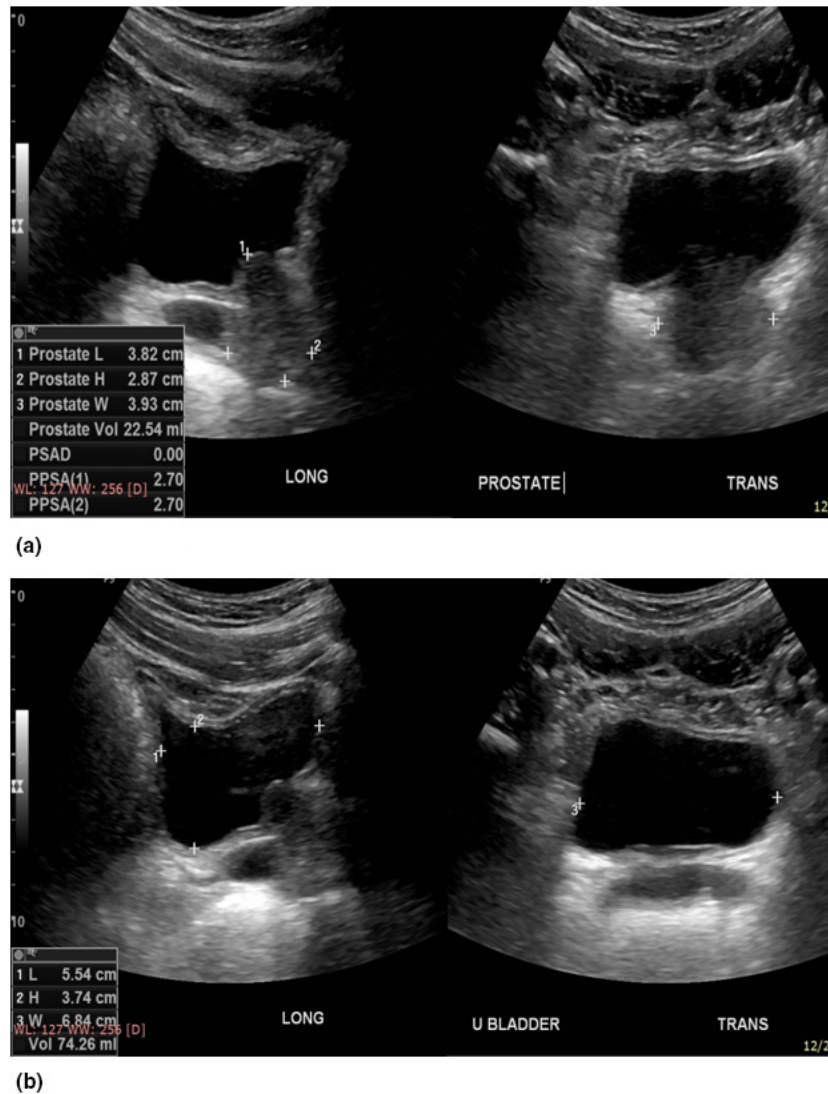 0
1
2
3
1 Prostate L 3.82 cm
2 Prostate H 2.87 cm
3 Prostate W 3.93 cm
Prostate Vol 22.54 ml
PSAD 0.00
PPSA(1) 2.70
WL: 127 WW: 256 [D]
PPSA(2) 2.70
LONG
PROSTATE
TRANS
12/
(a)
0
2
1
3
10
1 L 5.54 cm
2 H 3.74 cm
3 W 6.84 cm
WL: 127 WW: 256 [D]
Vol 74.26 ml
LONG
U BLADDER
TRANS
12/2
(b)